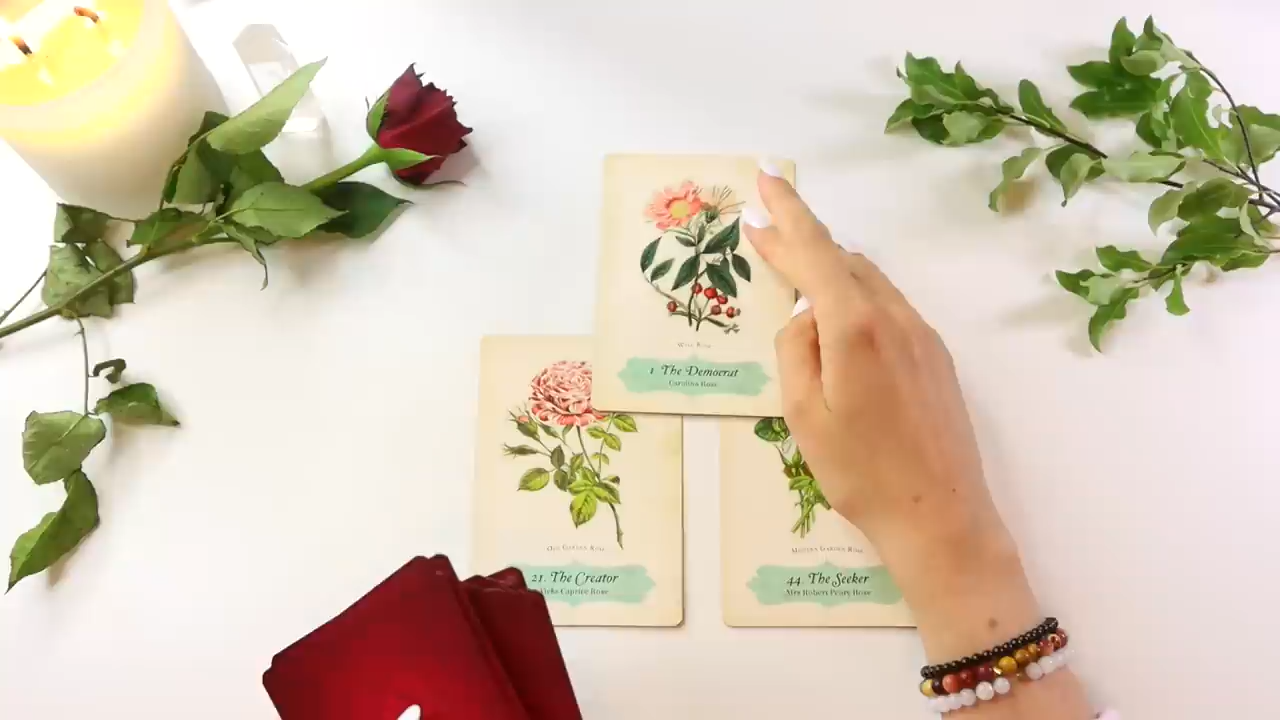 Wild Rose
1 The Democrat
Carolina Rose
Old Garden Rose
21. The Creator
Caprice Rose
Modern Garden Rose
44 The Seeker
Mrs Robert Peary Rose